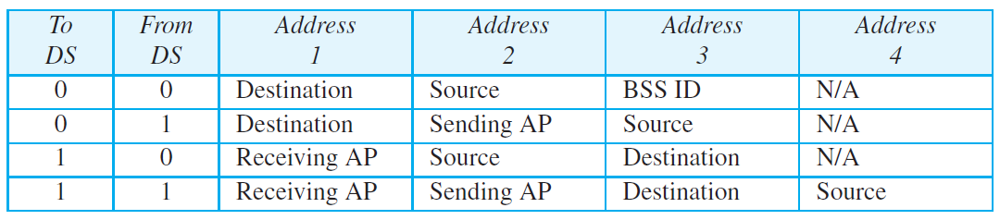 To From Address Address Address Address
DS DS 1 2 3 4
0 0 Destination Source BSS ID N/A
0 1 Destination Sending AP Source N/A
1 0 Receiving AP Source Destination N/A
1 1 Receiving AP Sending AP Destination Source